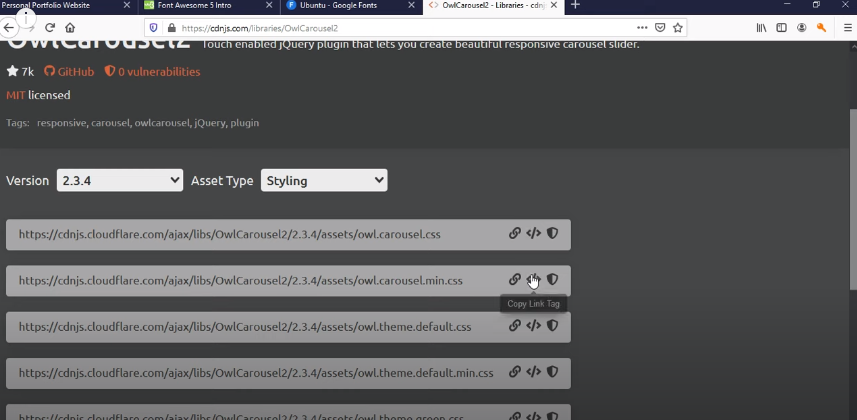 Personal Portfolio Website
Font Awesome 5 Intro
Ubuntu - Google Fonts
OwlCarousel2 - Libraries - cdnj
https://cdnjs.com/libraries/OwlCarousel2
OwlCarousel2 Touch enabled jQuery plugin that lets you create beautiful responsive carousel slider.
7k GitHub 0 vulnerabilities
MIT licensed
Tags: responsive, carousel, owlcarousel, jQuery, plugin
Version 2.3.4 Asset Type Styling
https://cdnjs.cloudflare.com/ajax/libs/OwlCarousel2/2.3.4/assets/owl.carousel.css
https://cdnjs.cloudflare.com/ajax/libs/OwlCarousel2/2.3.4/assets/owl.carousel.min.css
Copy Link Tag
https://cdnjs.cloudflare.com/ajax/libs/OwlCarousel2/2.3.4/assets/owl.theme.default.css
https://cdnjs.cloudflare.com/ajax/libs/OwlCarousel2/2.3.4/assets/owl.theme.default.min.css
https://cdnjs.cloudflare.com/ajax/libs/OwlCarousel2/2.3.4/assets/owl.theme.green.css